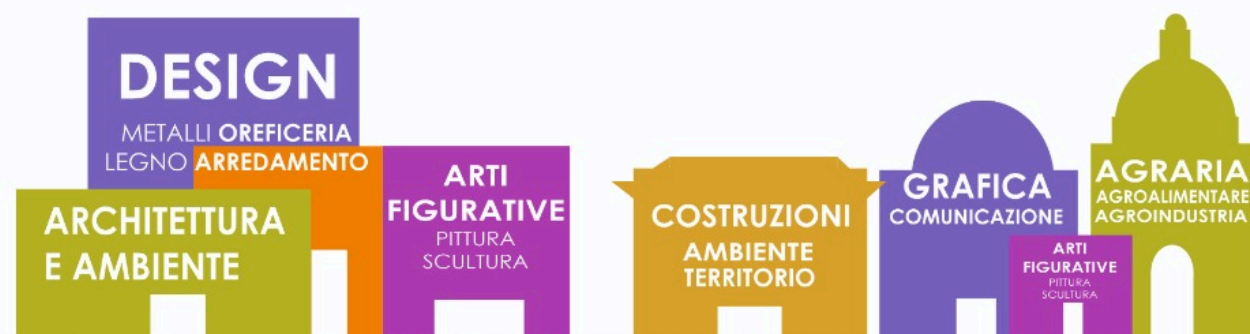 DESIGN
METALLI OREFICERIA
LEGNO ARREDAMENTO
ARCHITETTURA
E AMBIENTE
ARTI
FIGURATIVE
PITTURA
SCULTURA
COSTRUZIONI
AMBIENTE
TERRITORIO
GRAFICA
COMUNICAZIONE
ARTI
FIGURATIVE
PITTURA
SCULTURA
AGRARIA
AGROALIMENTARE
AGROINDUSTRIA